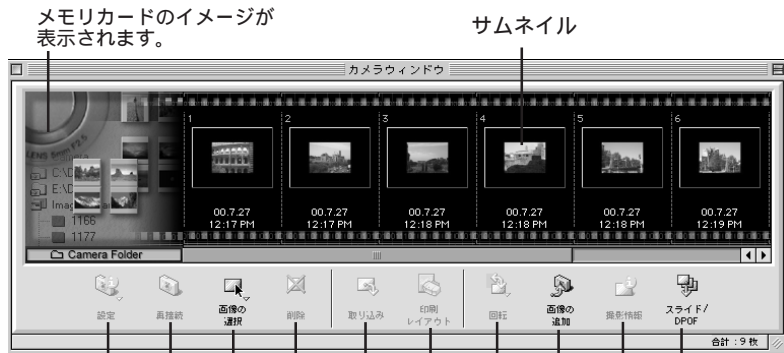 メモリカードのイメージが
表示されます。
サムネイル
カメラウィンドウ
1 2 3 4 5 6
C:\D
E:\D
Imag
1166
1177
00.7.27 00.7.27 00.7.27 00.7.27 00.7.27 00.7.27
12:17 PM 12:17 PM 12:18 PM 12:18 PM 12:18 PM 12:19 PM
Camera Folder
設定 再接続 画像の選択 削除 取り込み 印刷レイアウト 回転 画像の追加 撮影情報 スライド/DPOF
合計:9枚